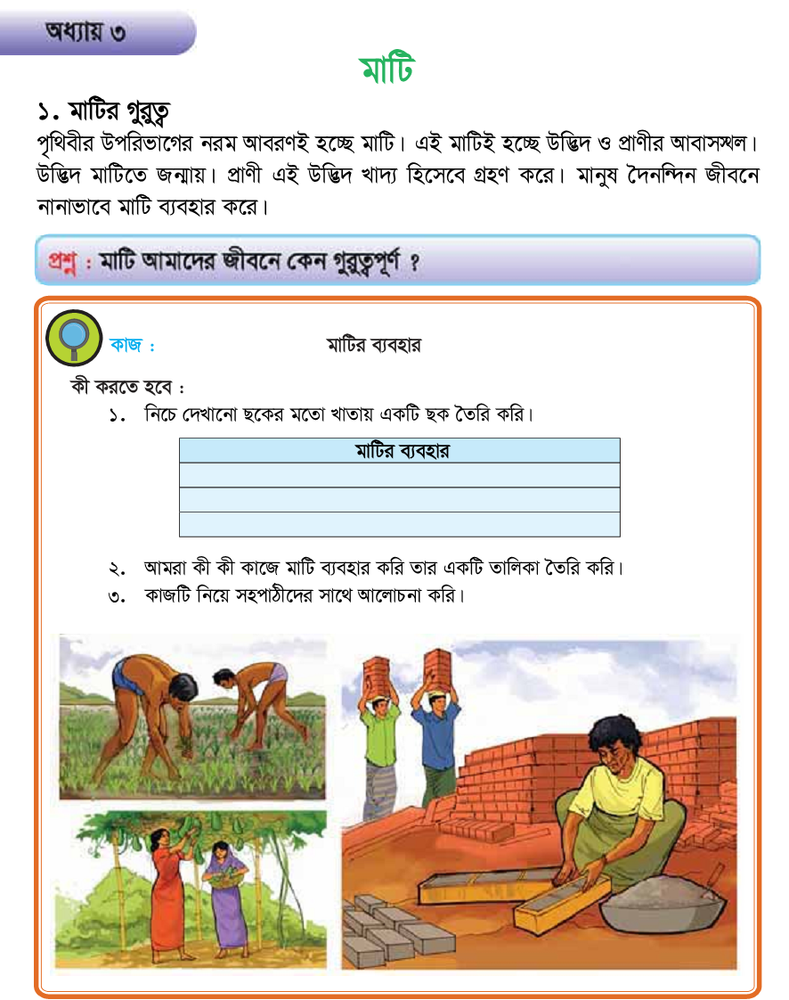 অধ্যায় ৩
মাটি
১. মাটির গুরুত্ব
পৃথিবীর উপরিভাগের নরম আবরণই হচ্ছে মাটি। এই মাটিই হচ্ছে উদ্ভিদ ও প্রাণীর আবাসস্থল।
উদ্ভিদ মাটিতে জন্মায়। প্রাণী এই উদ্ভিদ খাদ্য হিসেবে গ্রহণ করে। মানুষ দৈনন্দিন জীবনে
নানাভাবে মাটি ব্যবহার করে।
প্রশ্ন : মাটি আমাদের জীবনে কেন গুরুত্বপূর্ণ ?
কাজ : মাটির ব্যবহার
কী করতে হবে :
১. নিচে দেখানো ছকের মতো খাতায় একটি ছক তৈরি করি।
মাটির ব্যবহার
২. আমরা কী কী কাজে মাটি ব্যবহার করি তার একটি তালিকা তৈরি করি।
৩. কাজটি নিয়ে সহপাঠীদের সাথে আলোচনা করি।